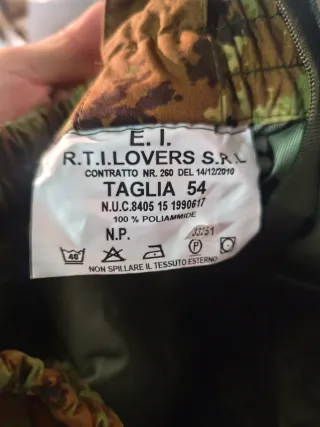 E. I.
R.T.I.LOVERS S.R.L
CONTRATTO NR. 260 DEL 14/12/2010
TAGLIA 54
N.U.C.8405 15 1990617
100 % POLIAMMIDE
N.P.
40°
P
NON SPILLARE IL TESSUTO ESTERNO